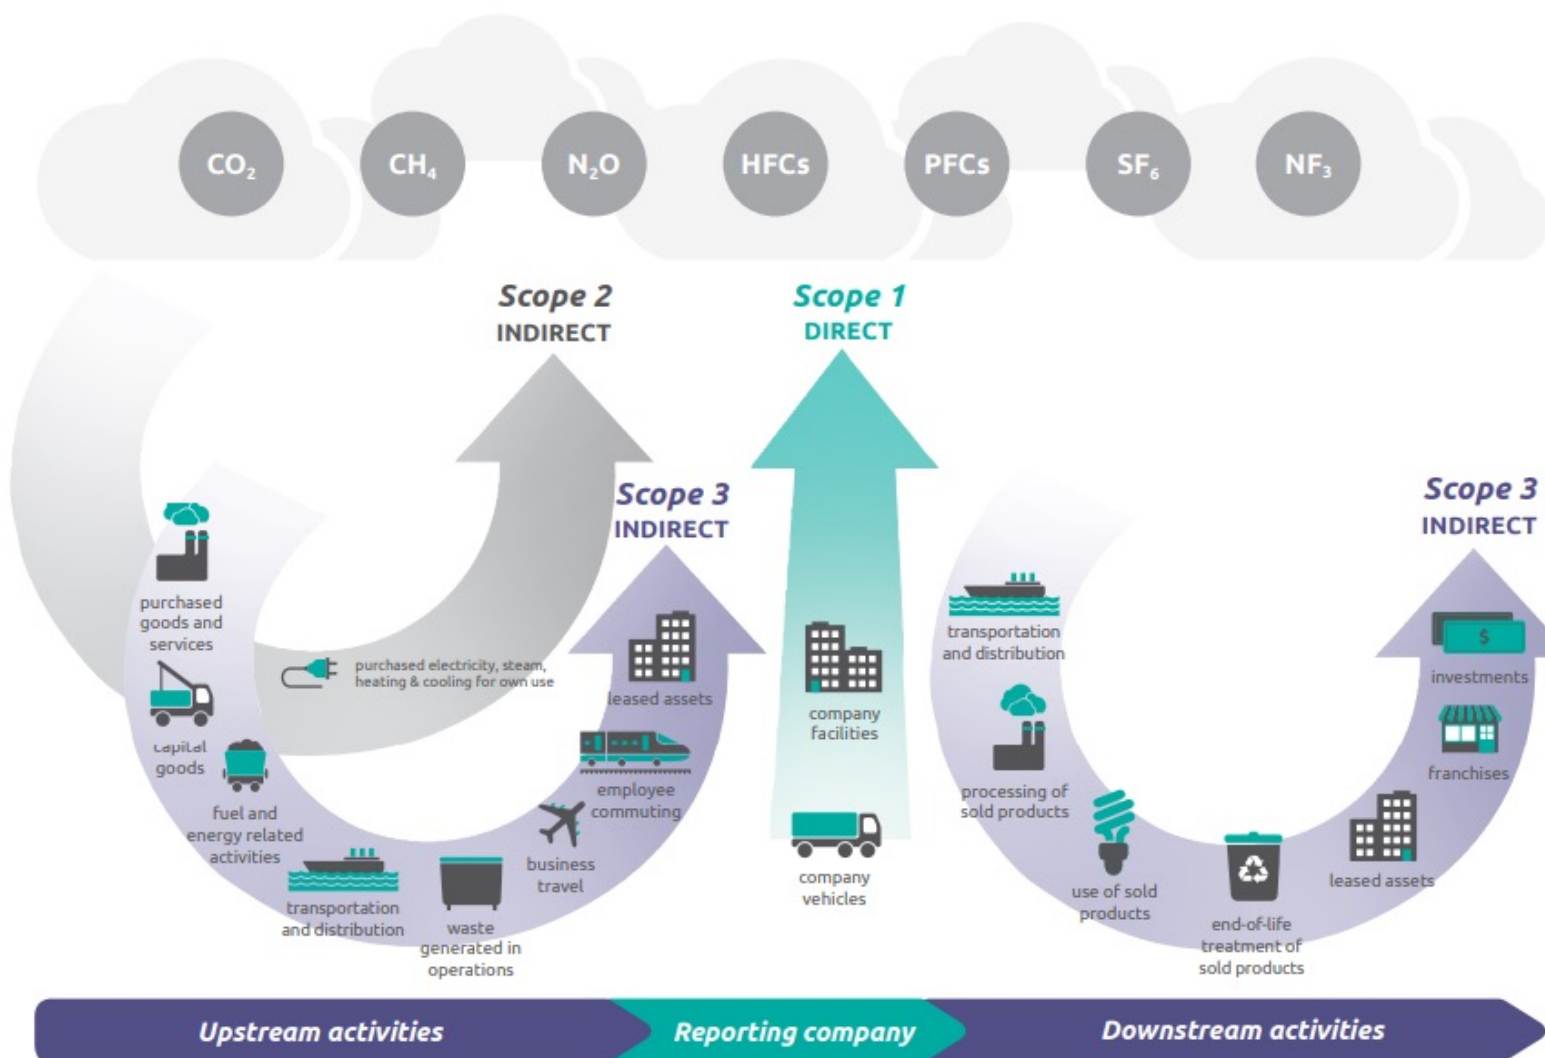 CO₂
CH₄
N₂O
HFCs
PFCs
SF₆
NF₃
Scope 2
INDIRECT
Scope 1
DIRECT
Scope 3
INDIRECT
Scope 3
INDIRECT
purchased
goods and
services
capital
goods
fuel and
energy related
activities
transportation
and distribution
waste
generated in
operations
business
travel
employee
commuting
leased assets
purchased electricity, steam,
heating & cooling for own use
company
facilities
company
vehicles
transportation
and distribution
processing of
sold products
use of sold
products
end-of-life
treatment of
sold products
leased assets
franchises
investments
$
Upstream activities
Reporting company
Downstream activities